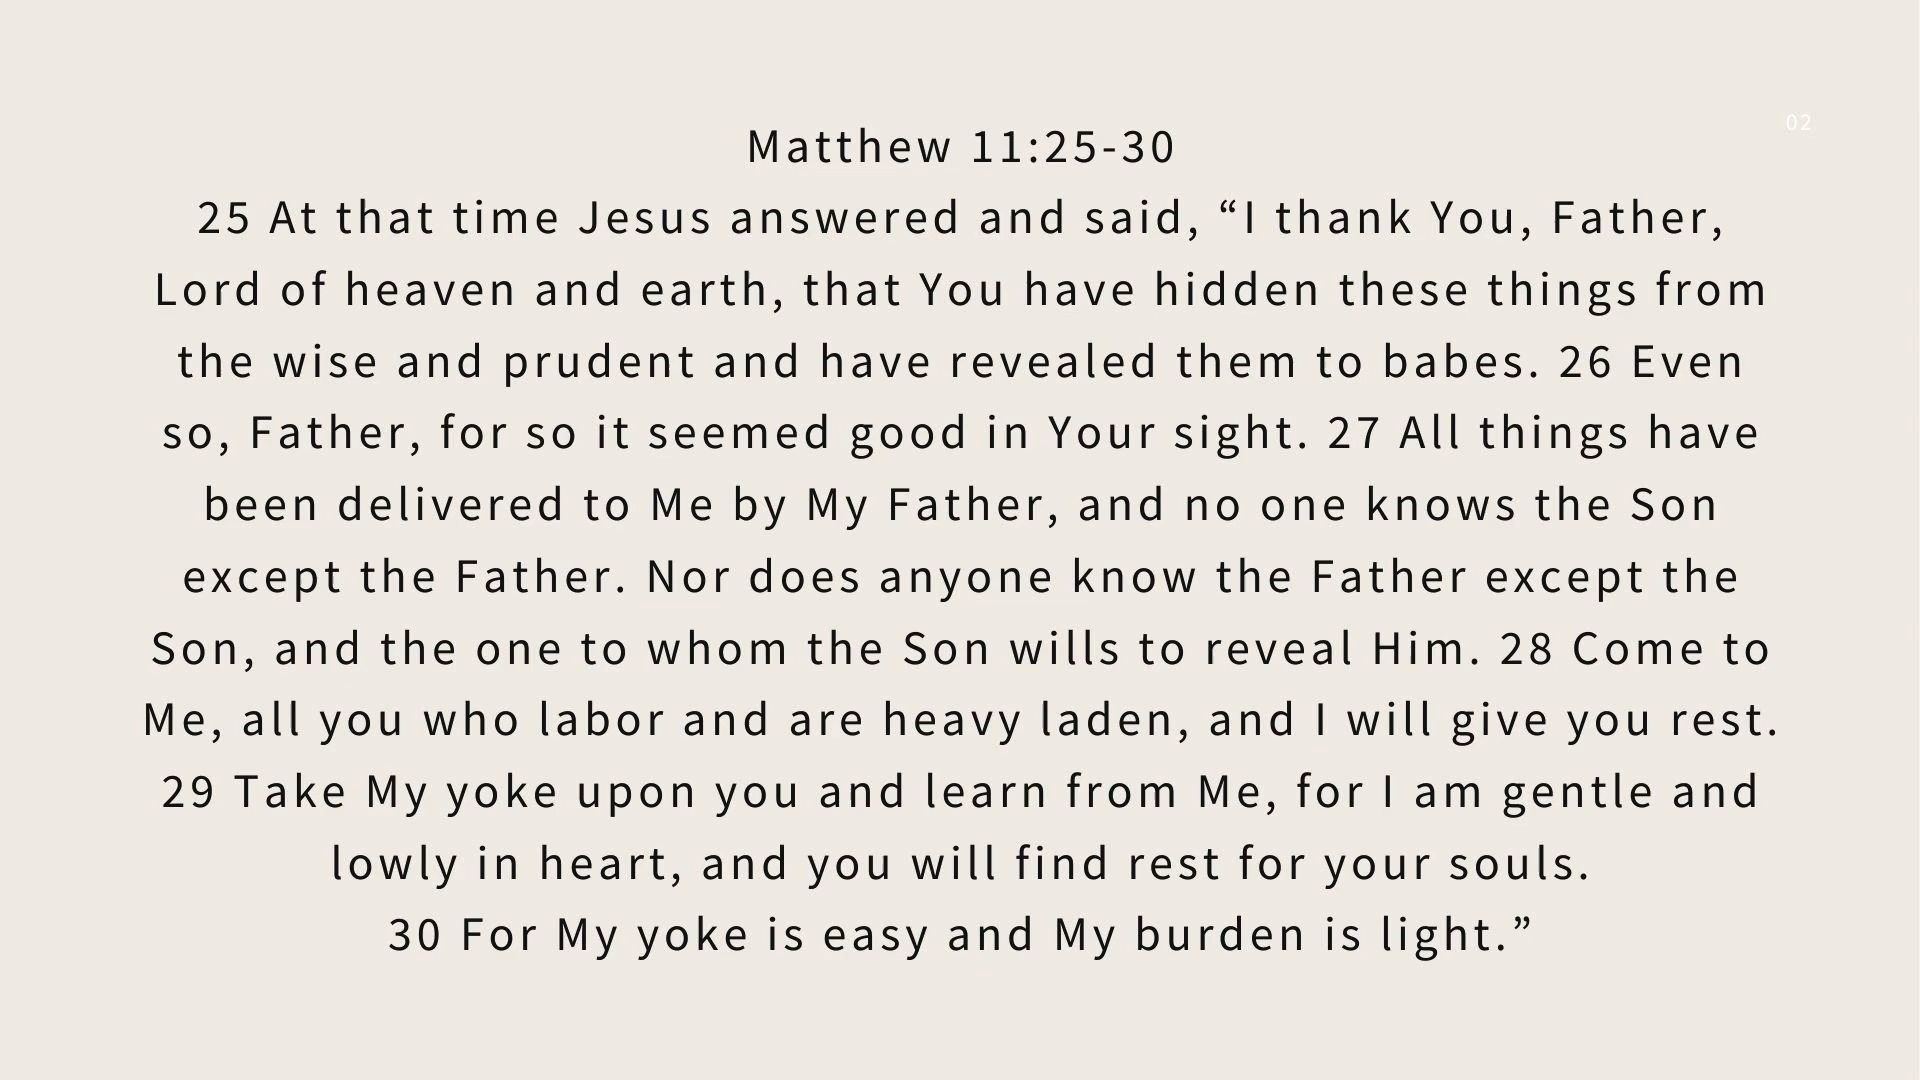 02
Matthew 11:25-30
25 At that time Jesus answered and said, “I thank You, Father,
Lord of heaven and earth, that You have hidden these things from
the wise and prudent and have revealed them to babes. 26 Even
so, Father, for so it seemed good in Your sight. 27 All things have
been delivered to Me by My Father, and no one knows the Son
except the Father. Nor does anyone know the Father except the
Son, and the one to whom the Son wills to reveal Him. 28 Come to
Me, all you who labor and are heavy laden, and I will give you rest.
29 Take My yoke upon you and learn from Me, for I am gentle and
lowly in heart, and you will find rest for your souls.
30 For My yoke is easy and My burden is light.”